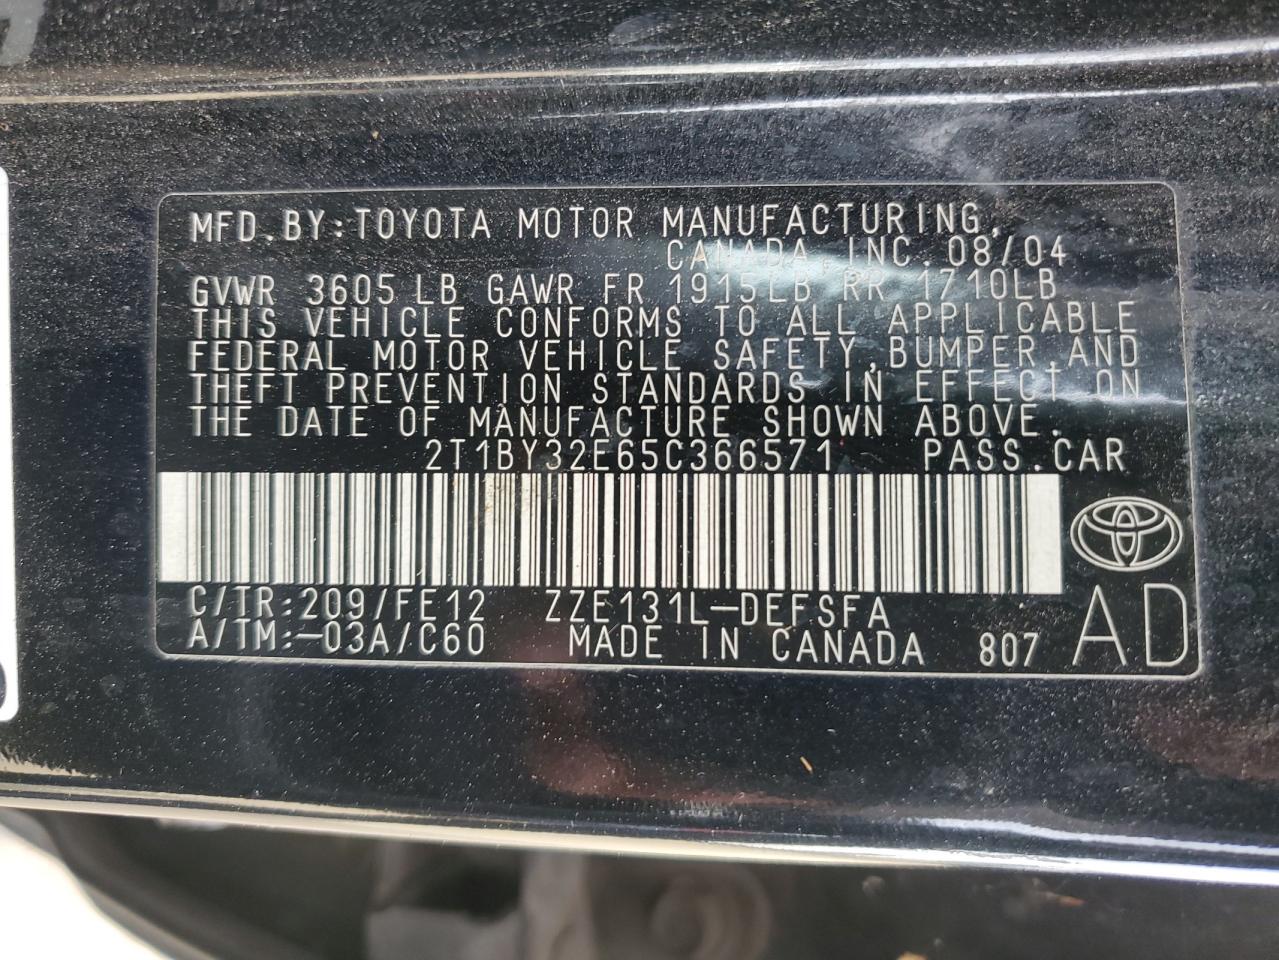 MFD.BY:TOYOTA MOTOR MANUFACTURING,
CANADA, INC. 08/04
GVWR 3605 LB GAWR FR 1915LB RR 1710LB
THIS VEHICLE CONFORMS TO ALL APPLICABLE
FEDERAL MOTOR VEHICLE SAFETY,BUMPER,AND
THEFT PREVENTION STANDARDS IN EFFECT ON
THE DATE OF MANUFACTURE SHOWN ABOVE.
2T1BY32E65C366571 PASS.CAR
C/TR:209/FE12 ZZE131L-DEFSFA
A/TM:-03A/C60 MADE IN CANADA 807 AD